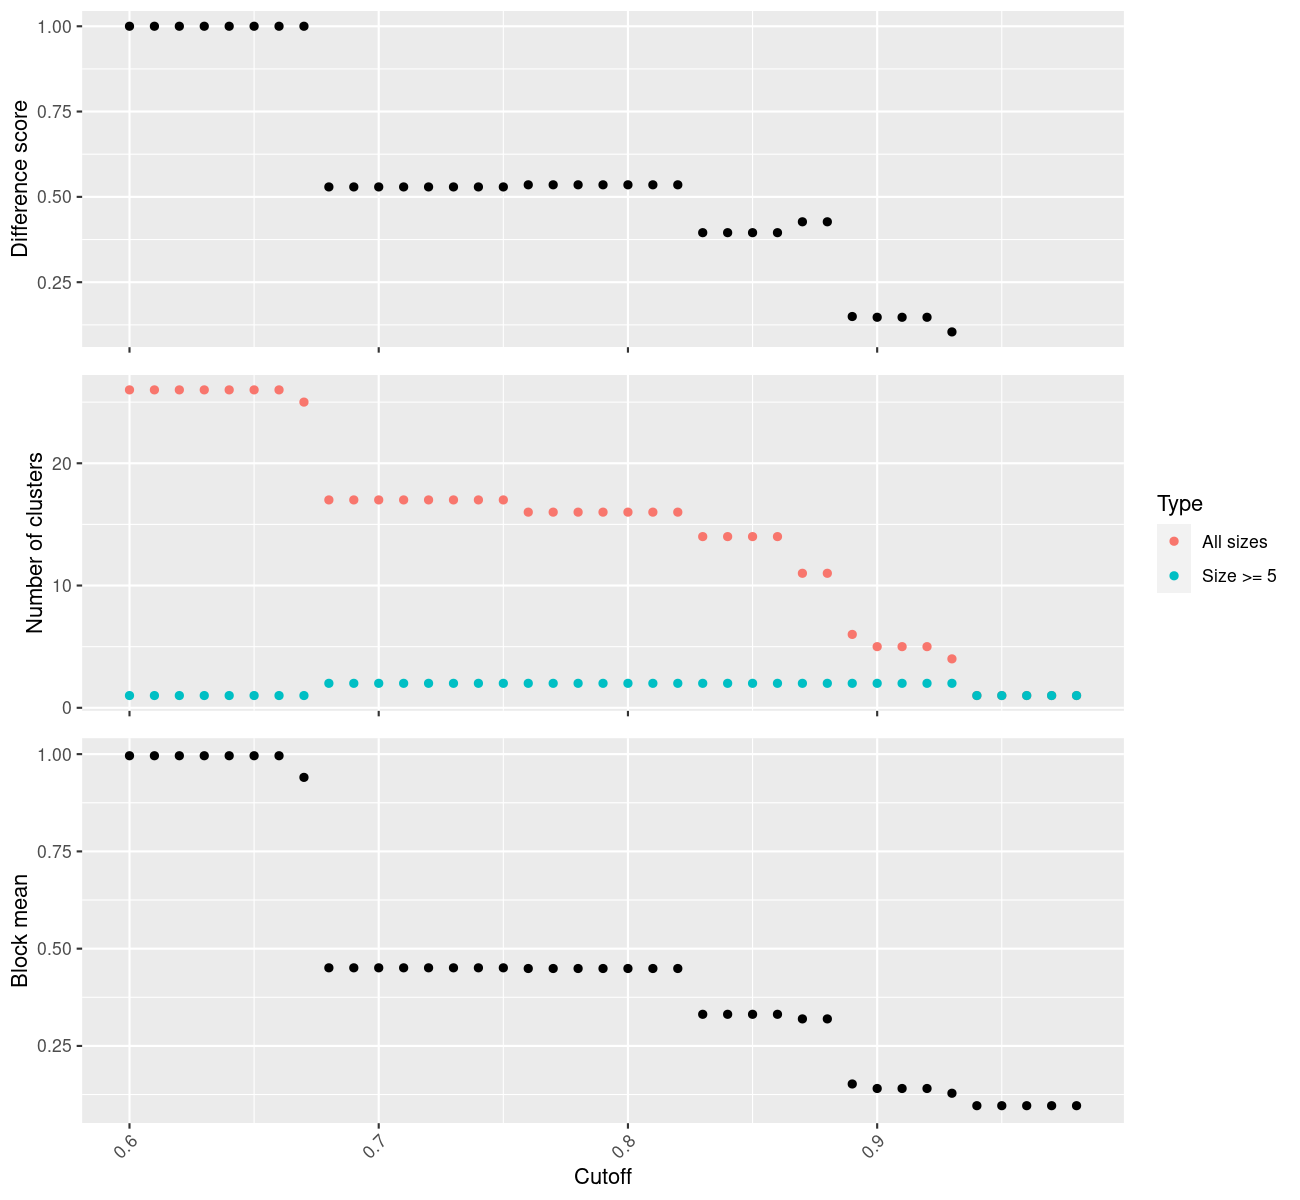 Difference score
1.00
0.75
0.50
0.25
Number of clusters
20
10
0
Type
All sizes
Size >= 5
Block mean
1.00
0.75
0.50
0.25
0.6
0.7
0.8
0.9
Cutoff